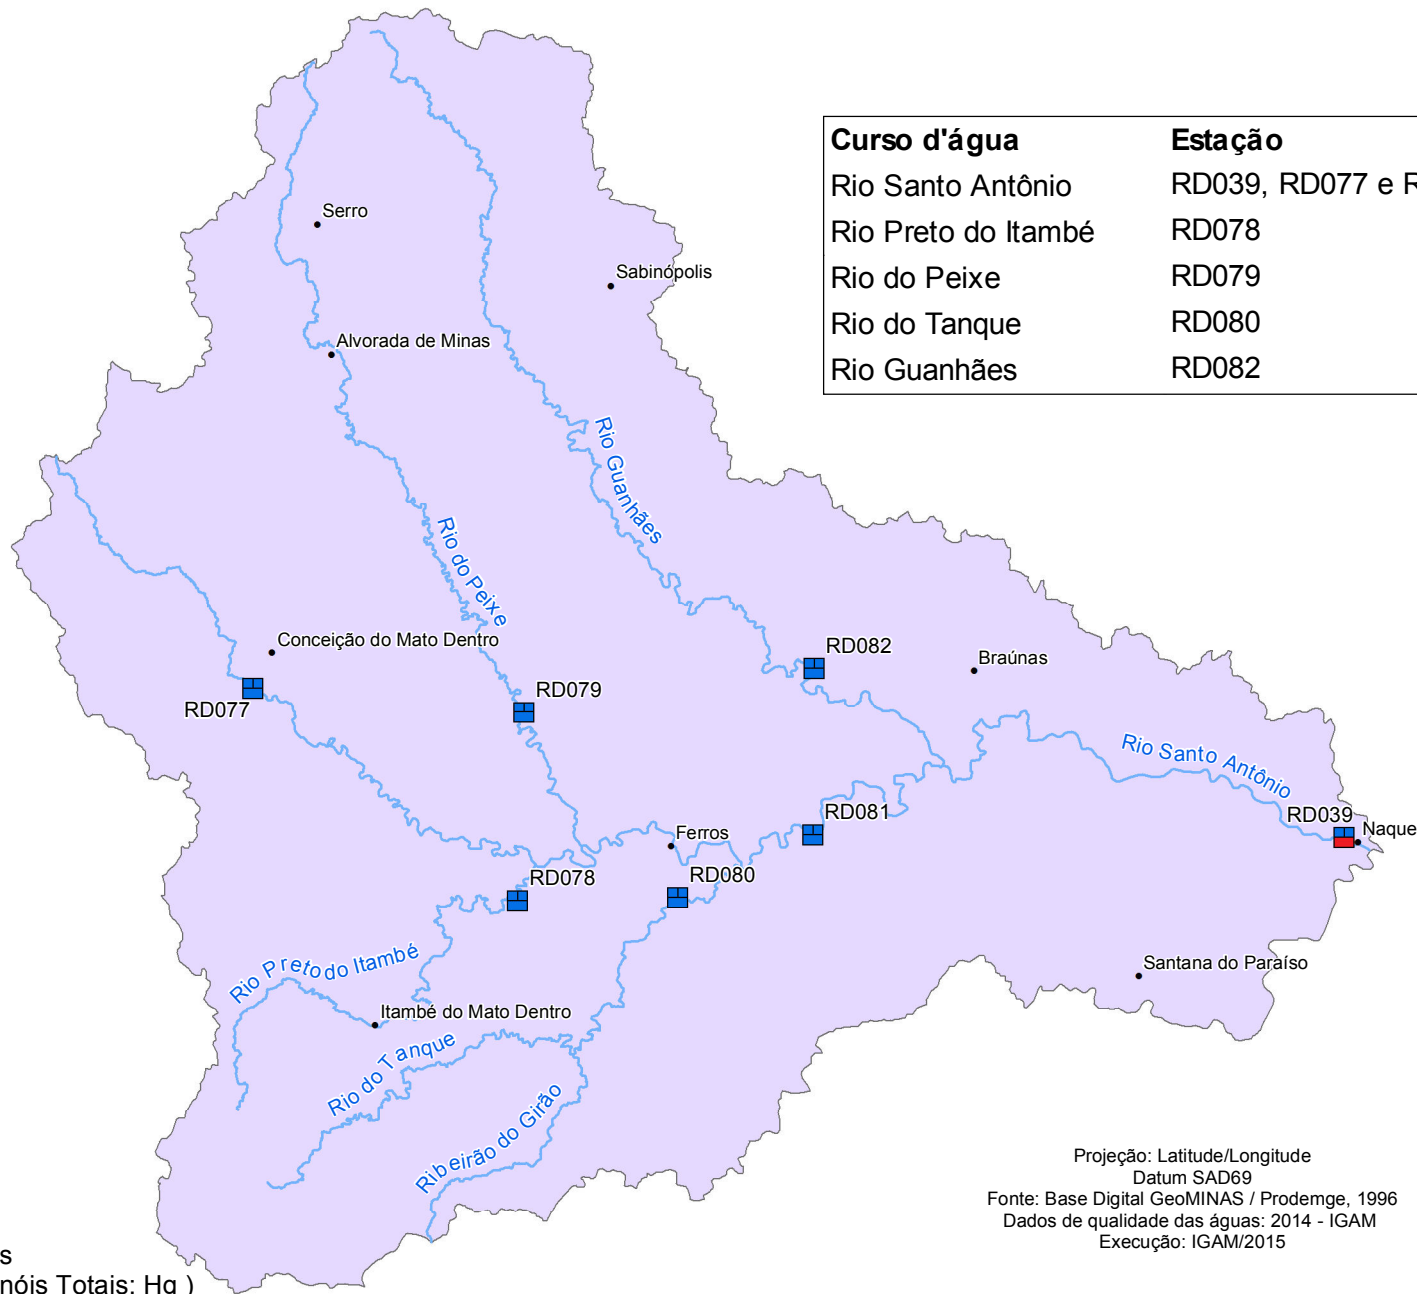 Curso d'água Estação
Rio Santo Antônio RD039, RD077 e R
Rio Preto do Itambé RD078
Rio do Peixe RD079
Rio do Tanque RD080
Rio Guanhães RD082
Serro
Sabinópolis
Alvorada de Minas
Rio Guanhães
Rio do Peixe
Conceição do Mato Dentro
RD077
RD079
RD082
Braúnas
Rio Santo Antônio
RD081
RD039
Naque
Ferros
RD078
RD080
Rio Preto do Itambé
Santana do Paraíso
Itambé do Mato Dentro
Rio do Tanque
Ribeirão do Girão
Projeção: Latitude/Longitude
Datum SAD69
Fonte: Base Digital GeoMINAS / Prodemge, 1996
Dados de qualidade das águas: 2014 - IGAM
Execução: IGAM/2015
s
nóis Totais; Hg )